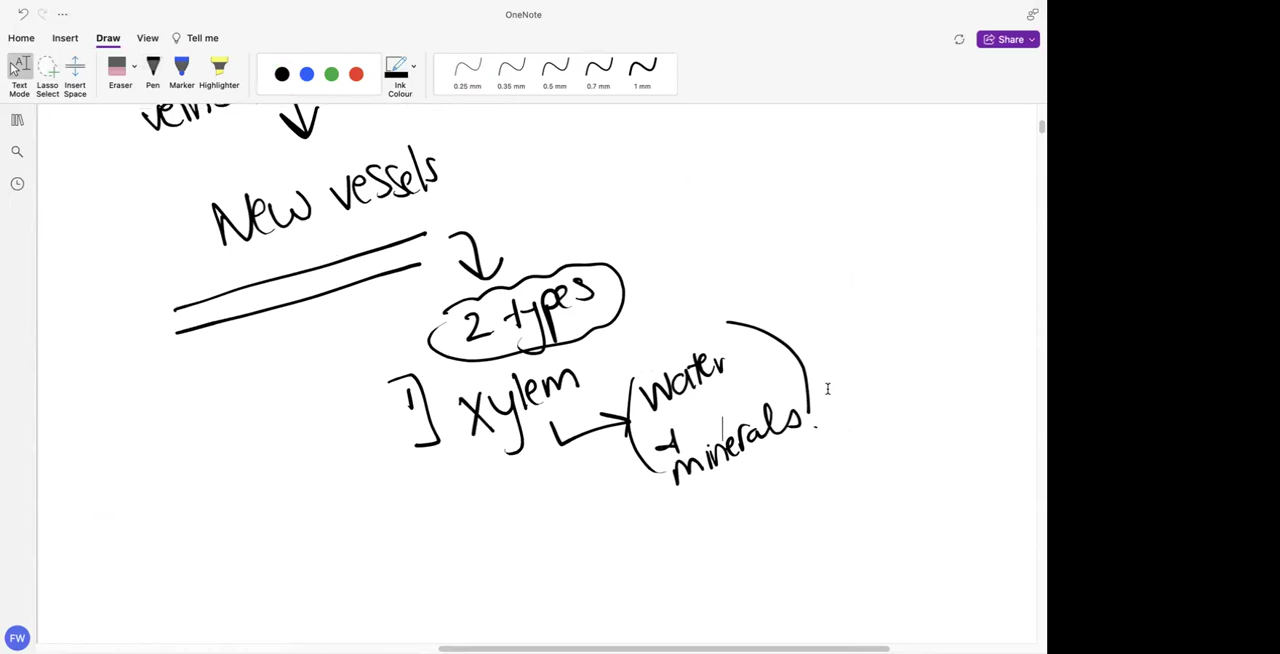 OneNote
Home Insert Draw View Tell me
Share
Text Mode
Lasso Select
Insert Space
Eraser
Pen
Marker
Highlighter
Ink Colour
0.25 mm 0.35 mm 0.5 mm 0.7 mm 1 mm
New vessels
2 types
1] Xylem
Water
+ minerals.
FW